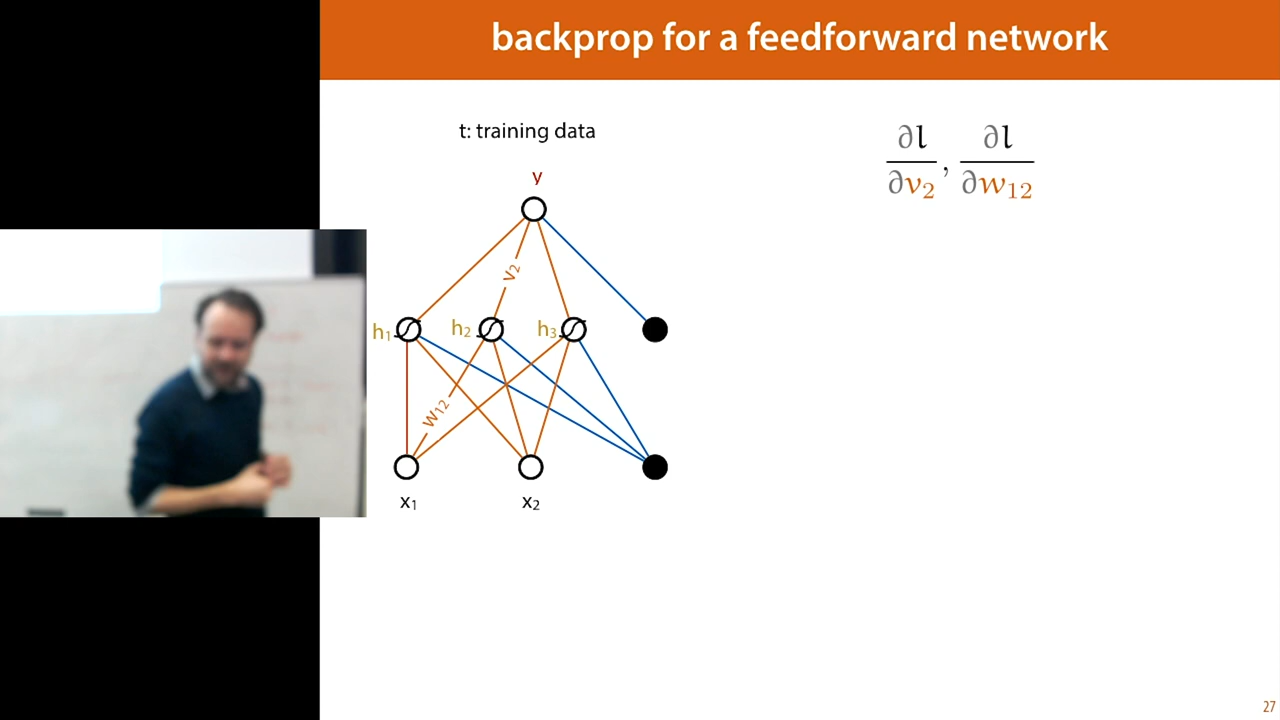 backprop for a feedforward network
t: training data
y
∂l/∂v₂ , ∂l/∂w₁₂
v₂
h₁ h₂ h₃
w₁₂
x₁ x₂
27